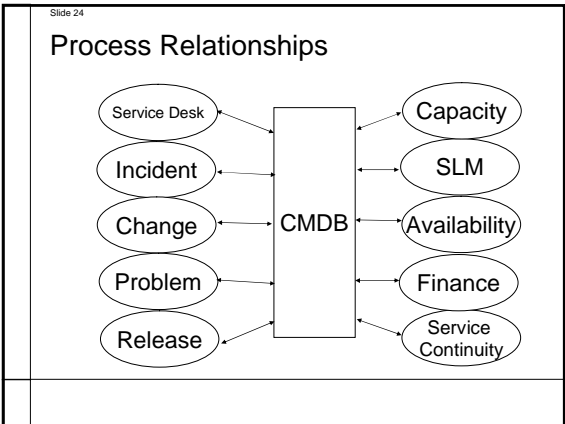 Slide 24
Process Relationships
Service Desk
Incident
Change
Problem
Release
CMDB
Capacity
SLM
Availability
Finance
Service
Continuity